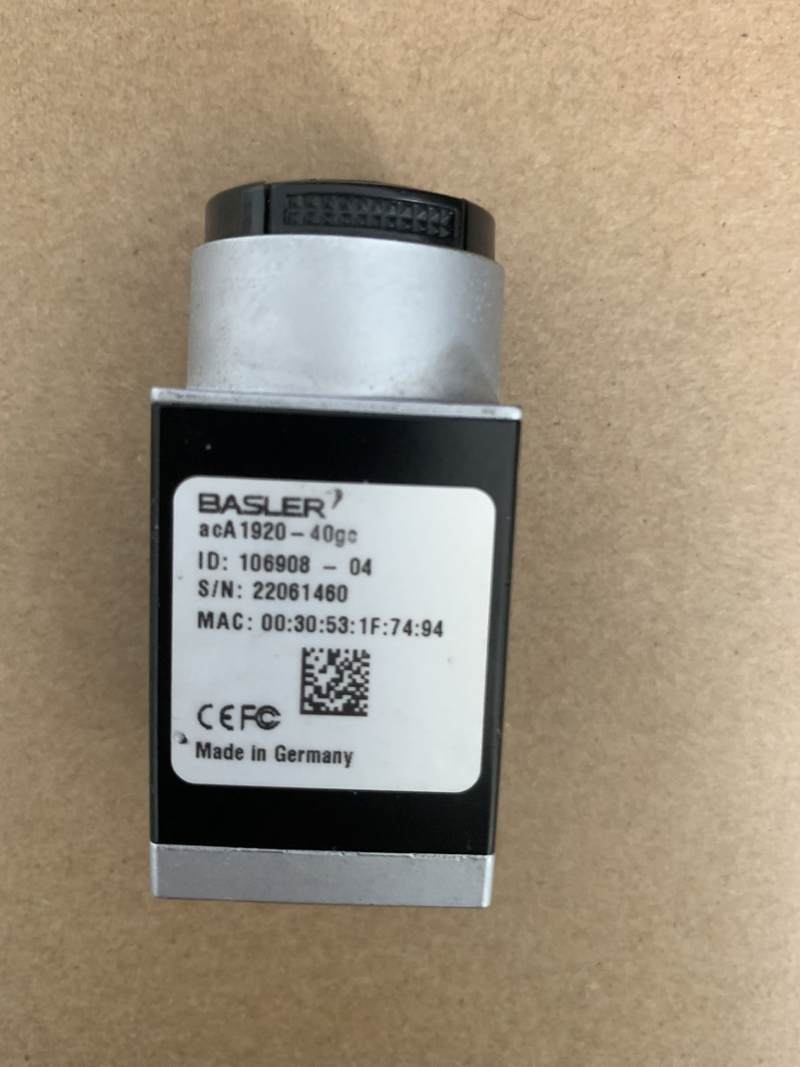 BASLER
acA1920-40gc
ID: 106908 - 04
S/N: 22061460
MAC: 00:30:53:1F:74:94
CE FC
Made in Germany